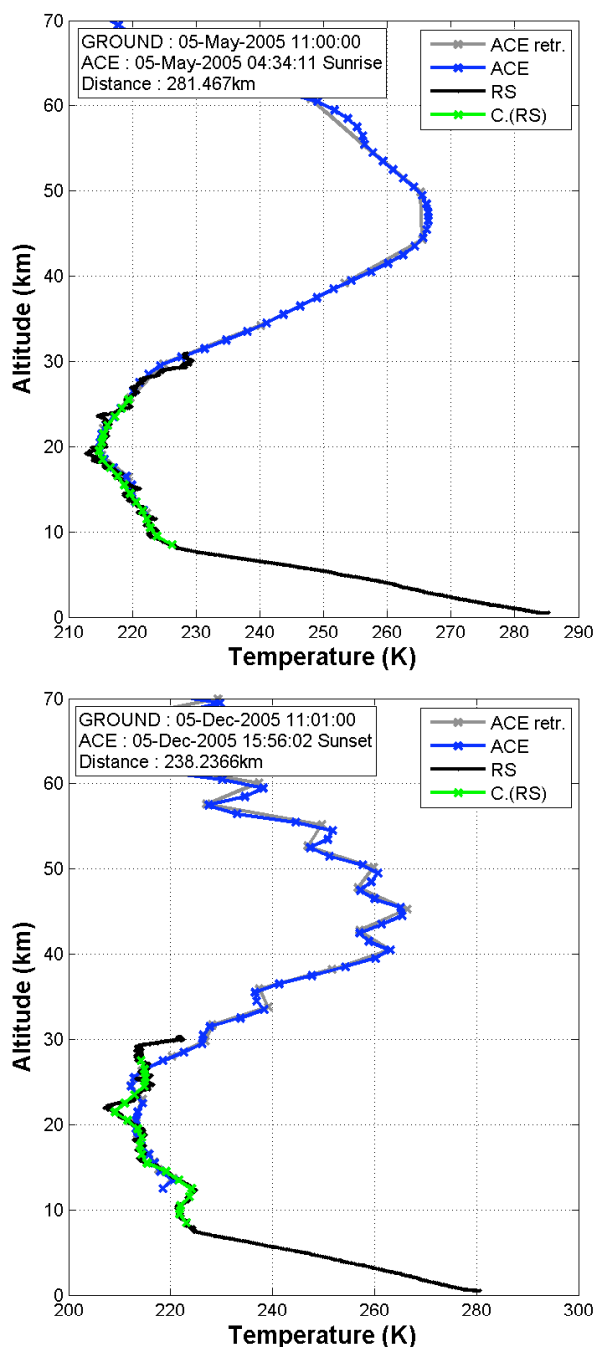 70
60
50
40
30
20
10
0
Altitude (km)
GROUND : 05-May-2005 11:00:00
ACE : 05-May-2005 04:34:11 Sunrise
Distance : 281.467km
ACE retr.
ACE
RS
C.(RS)
210 220 230 240 250 260 270 280 290
Temperature (K)
70
60
50
40
30
20
10
0
Altitude (km)
GROUND : 05-Dec-2005 11:01:00
ACE : 05-Dec-2005 15:56:02 Sunset
Distance : 238.2366km
ACE retr.
ACE
RS
C.(RS)
200 220 240 260 280 300
Temperature (K)